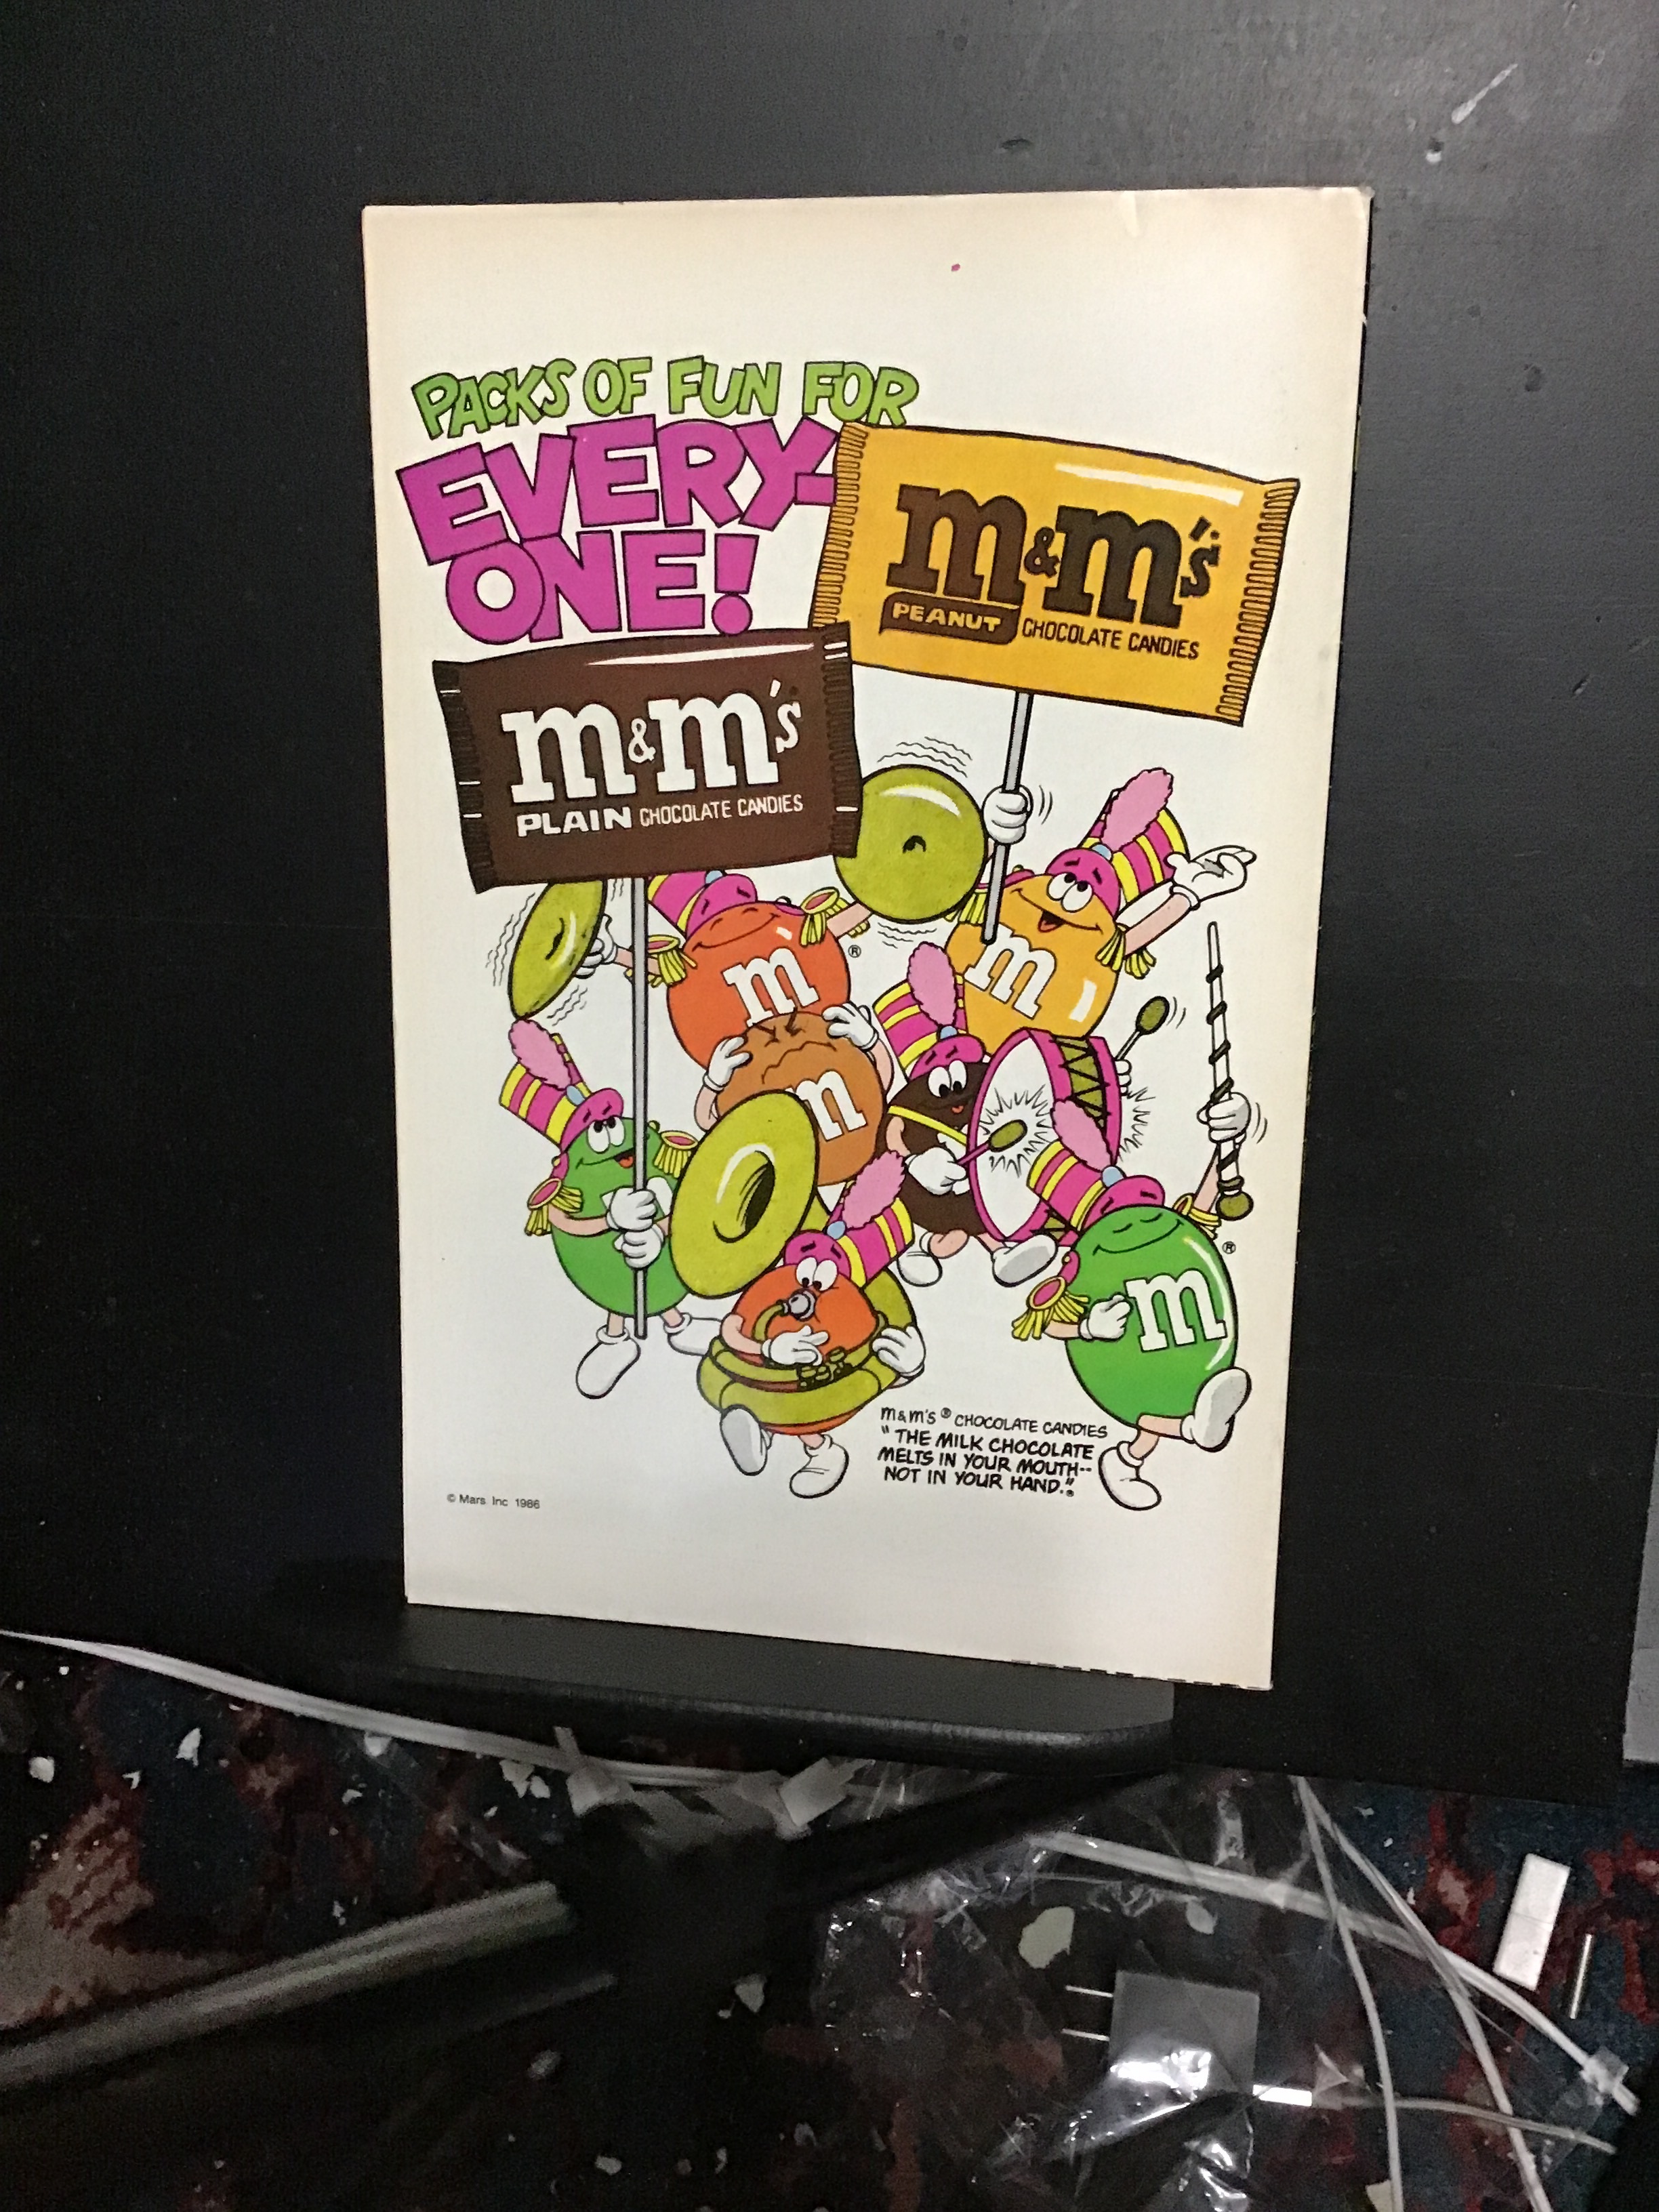 PACKS OF FUN FOR
EVERY-
ONE!
m&m's
PEANUT CHOCOLATE CANDIES
m&m's®
PLAIN CHOCOLATE CANDIES
m
®
m
m
m
®
m&m's® CHOCOLATE CANDIES
"THE MILK CHOCOLATE
MELTS IN YOUR MOUTH--
NOT IN YOUR HAND."®
© Mars, Inc 1986